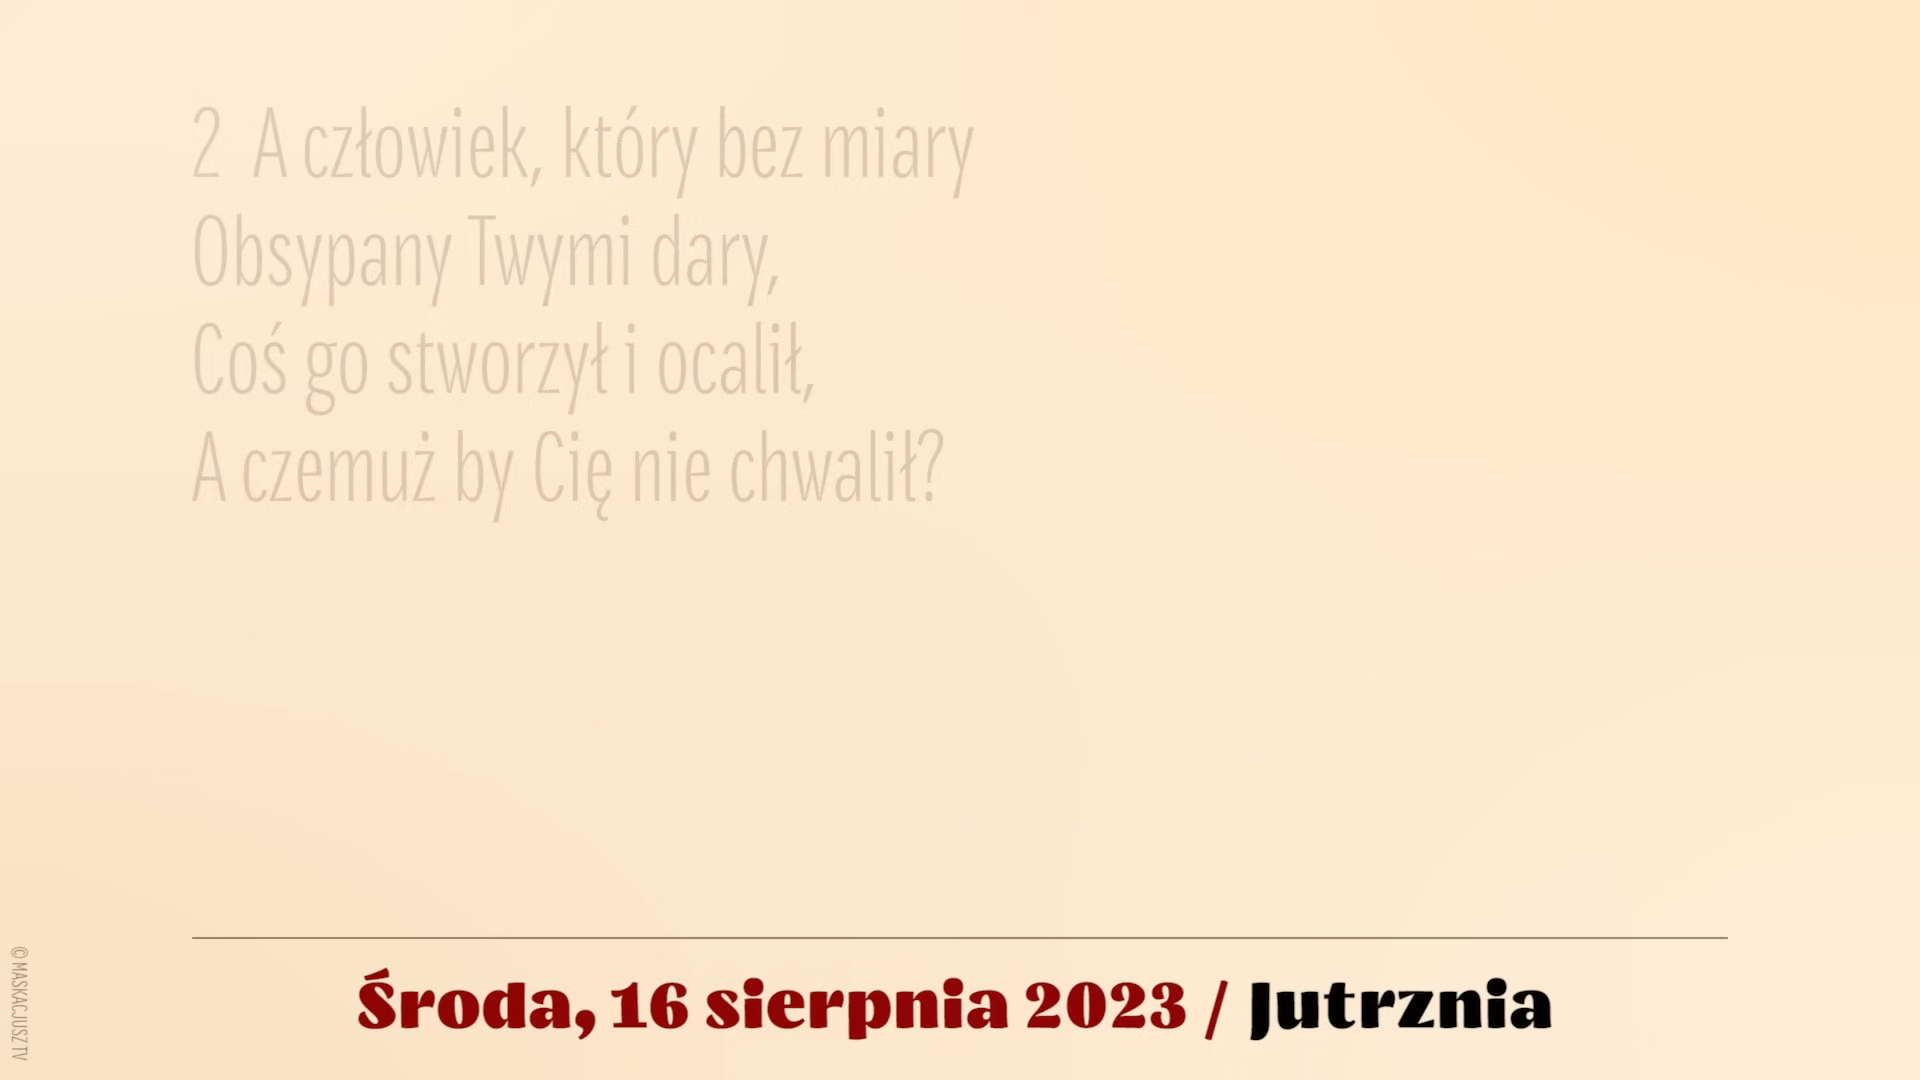 2 A człowiek, który bez miary
Obsypany Twymi dary,
Coś go stworzył i ocalił,
A czemuż by Cię nie chwalił?
Środa, 16 sierpnia 2023 / Jutrznia
© MASKACJUSZ TV